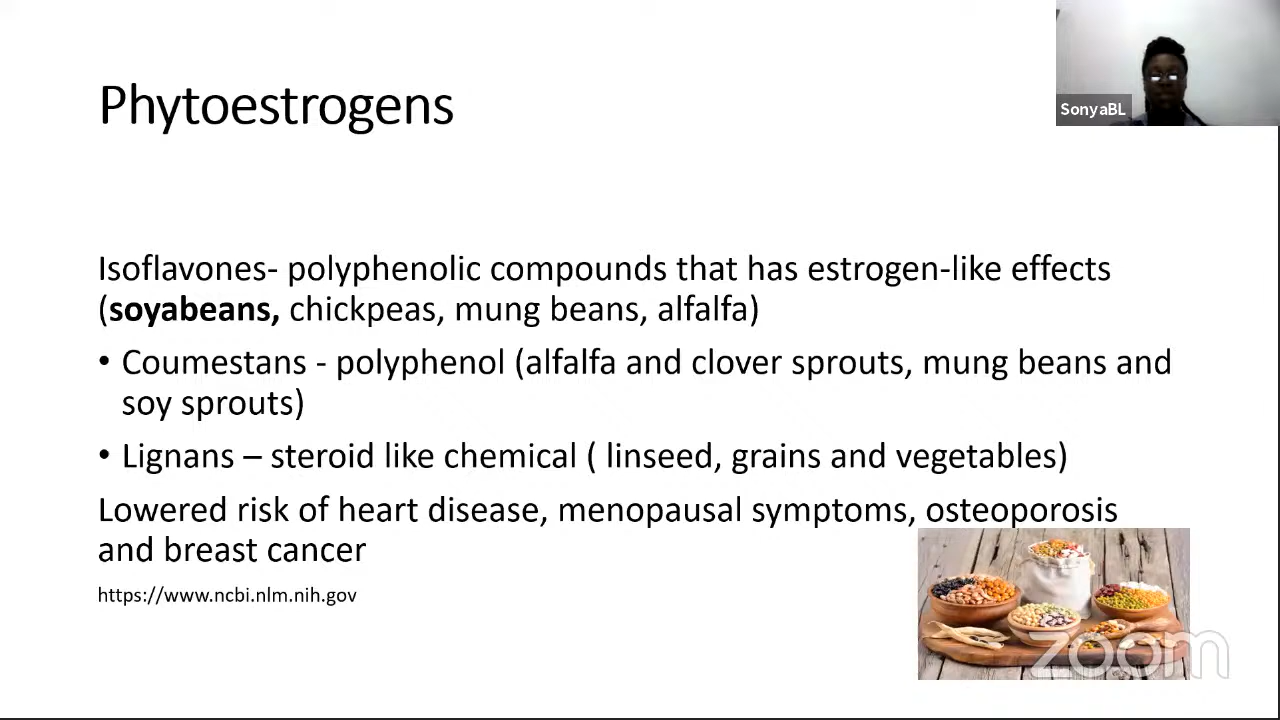 Phytoestrogens
SonyaBL
Isoflavones- polyphenolic compounds that has estrogen-like effects
(soyabeans, chickpeas, mung beans, alfalfa)
• Coumestans - polyphenol (alfalfa and clover sprouts, mung beans and
soy sprouts)
• Lignans – steroid like chemical ( linseed, grains and vegetables)
Lowered risk of heart disease, menopausal symptoms, osteoporosis
and breast cancer
https://www.ncbi.nlm.nih.gov
zoom